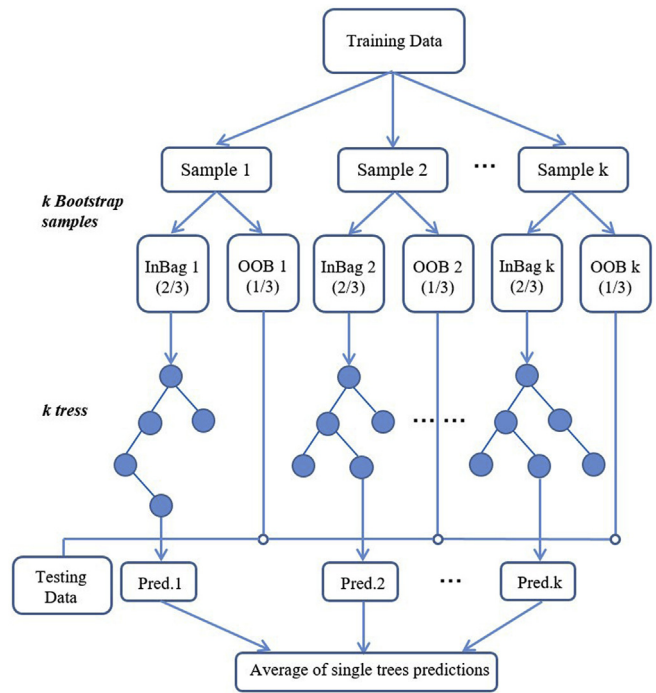 Training Data
Sample 1
Sample 2
...
Sample k
k Bootstrap
samples
InBag 1
(2/3)
OOB 1
(1/3)
InBag 2
(2/3)
OOB 2
(1/3)
InBag k
(2/3)
OOB k
(1/3)
k tress
... ...
Testing
Data
Pred.1
Pred.2
...
Pred.k
Average of single trees predictions